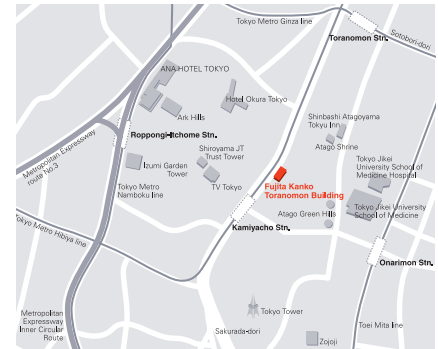 Tokyo Metro Ginza line
Sotobori-dori
Toranomon Stn.
ANA HOTEL TOKYO
Hotel Okura Tokyo
Ark Hills
Shinbashi Atagoyama
Tokyu Inn
Metropolitan Expressway
route No.3
Roppongi-Itchome Stn.
Atago Shrine
Shiroyama JT
Trust Tower
Tokyo Jikei
University School of
Medicine Hospital
Izumi Garden
Tower
TV Tokyo
Fujita Kanko
Toranomon Building
Tokyo Metro
Namboku line
Tokyo Jikei University
School of Medicine
Atago Green Hills
Tokyo Metro Hibiya line
Kamiyacho Stn.
Onarimon Stn.
Metropolitan
Expressway
Inner Circular
Route
Tokyo Tower
Sakurada-dori
Toei Mita line
Zojoji